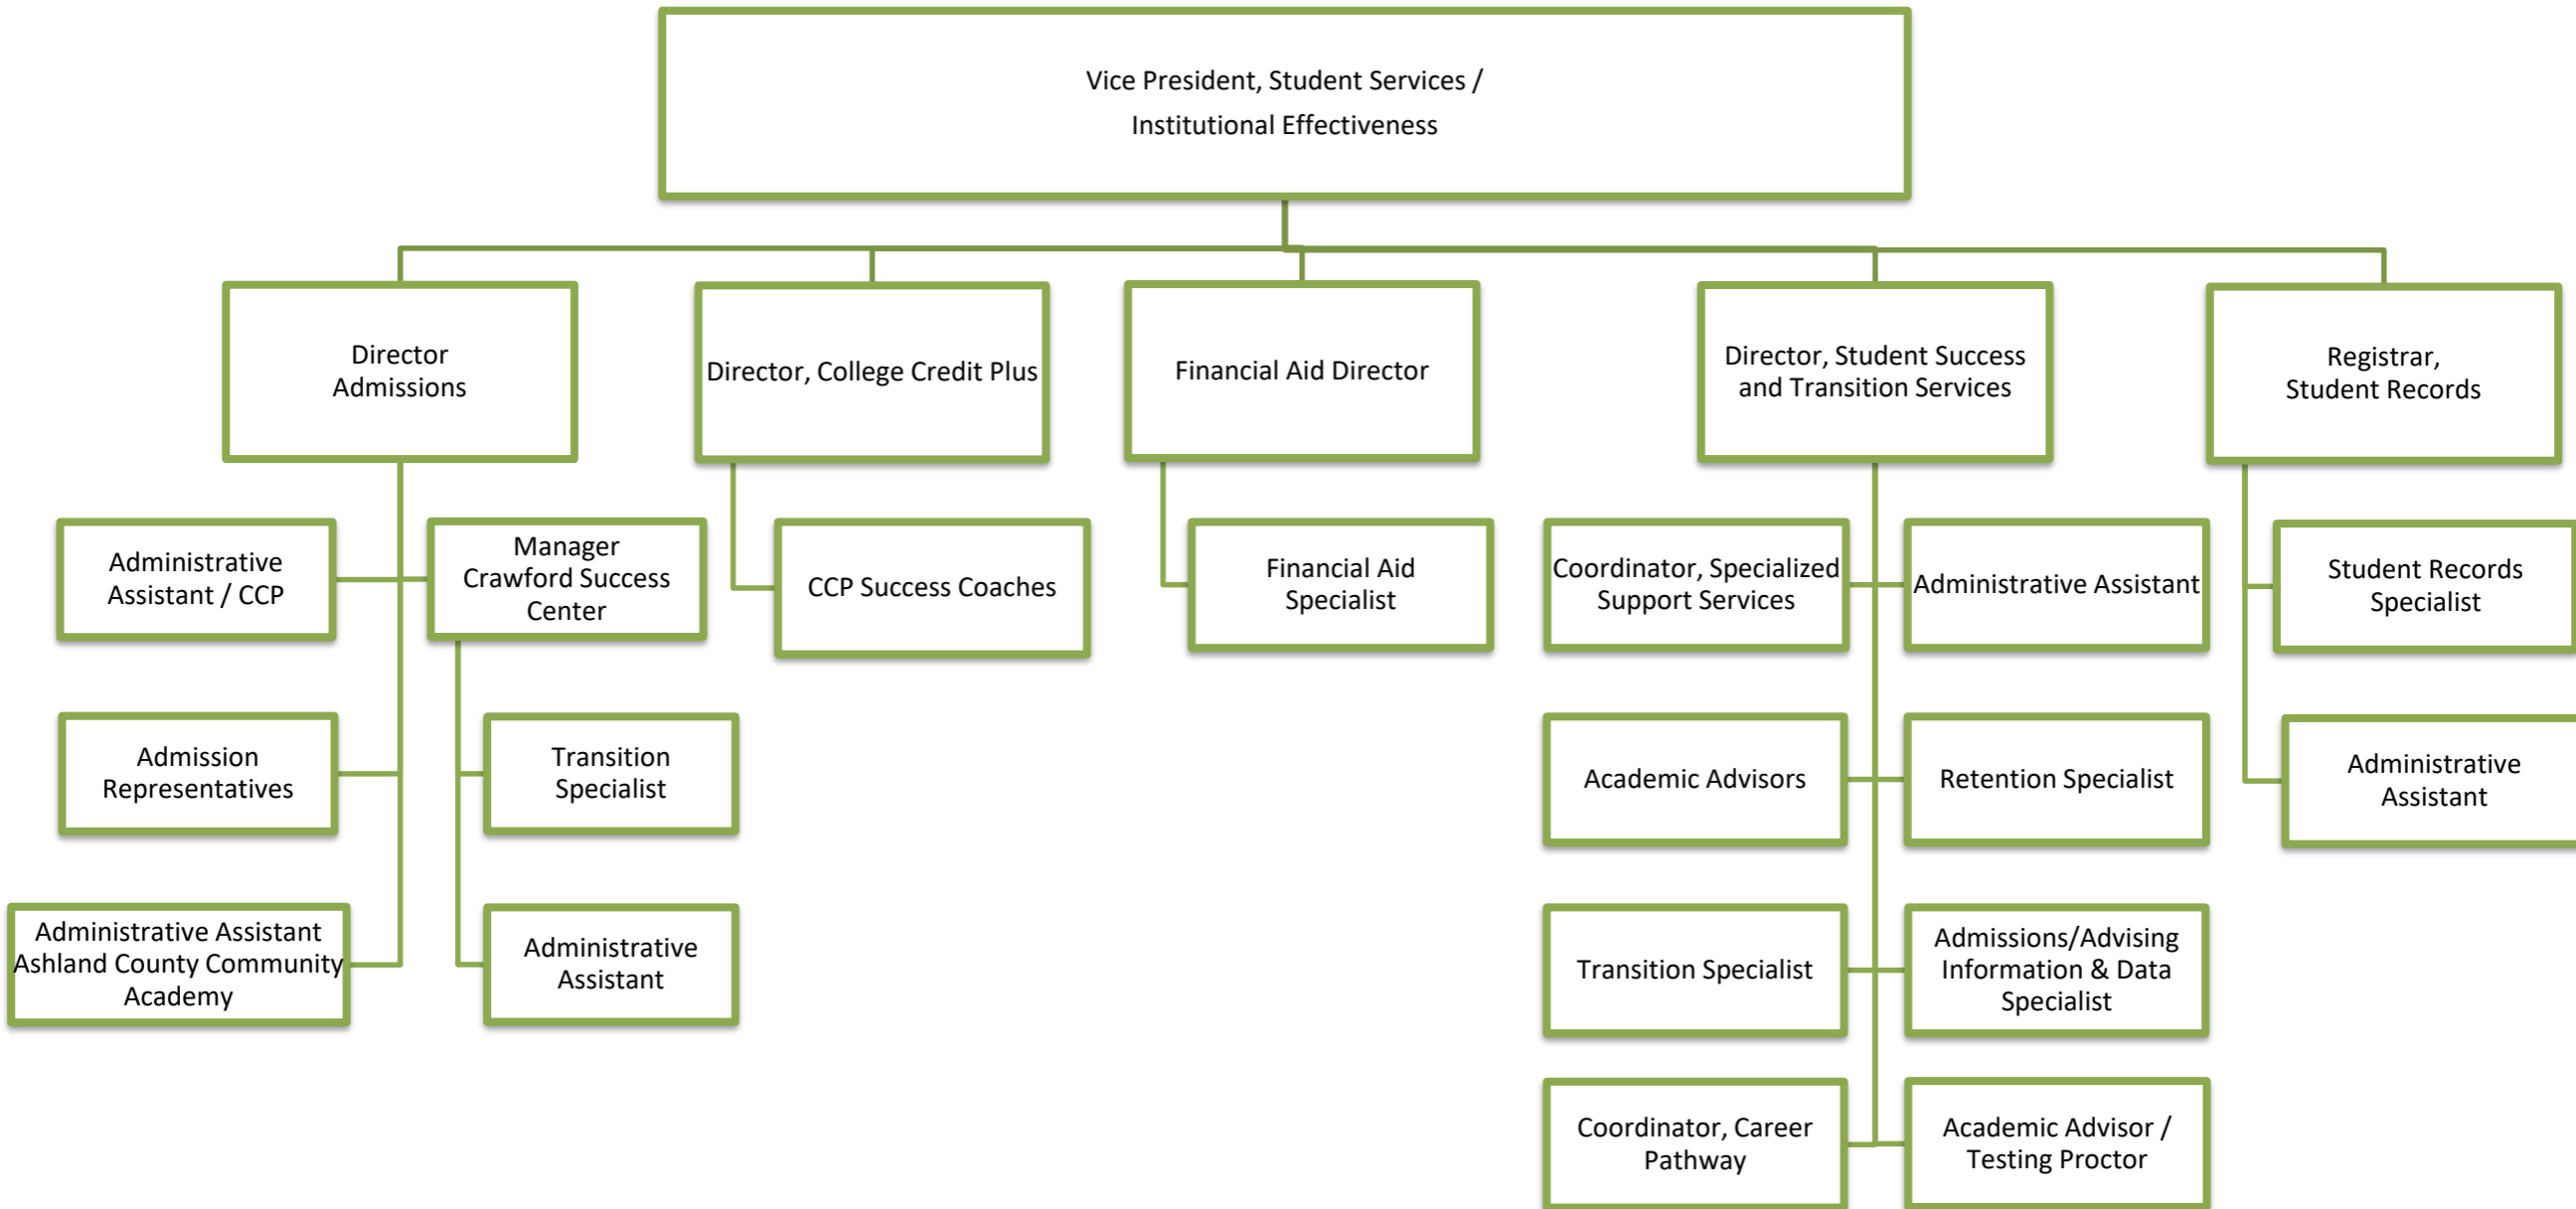 Vice President, Student Services /
Institutional Effectiveness
Director
Admissions
Director, College Credit Plus
Financial Aid Director
Director, Student Success
and Transition Services
Registrar,
Student Records
Administrative
Assistant / CCP
Manager
Crawford Success
Center
CCP Success Coaches
Financial Aid
Specialist
Coordinator, Specialized
Support Services
Administrative Assistant
Student Records
Specialist
Admission
Representatives
Transition
Specialist
Academic Advisors
Retention Specialist
Administrative
Assistant
Administrative Assistant
Ashland County Community
Academy
Administrative
Assistant
Transition Specialist
Admissions/Advising
Information & Data
Specialist
Coordinator, Career
Pathway
Academic Advisor /
Testing Proctor